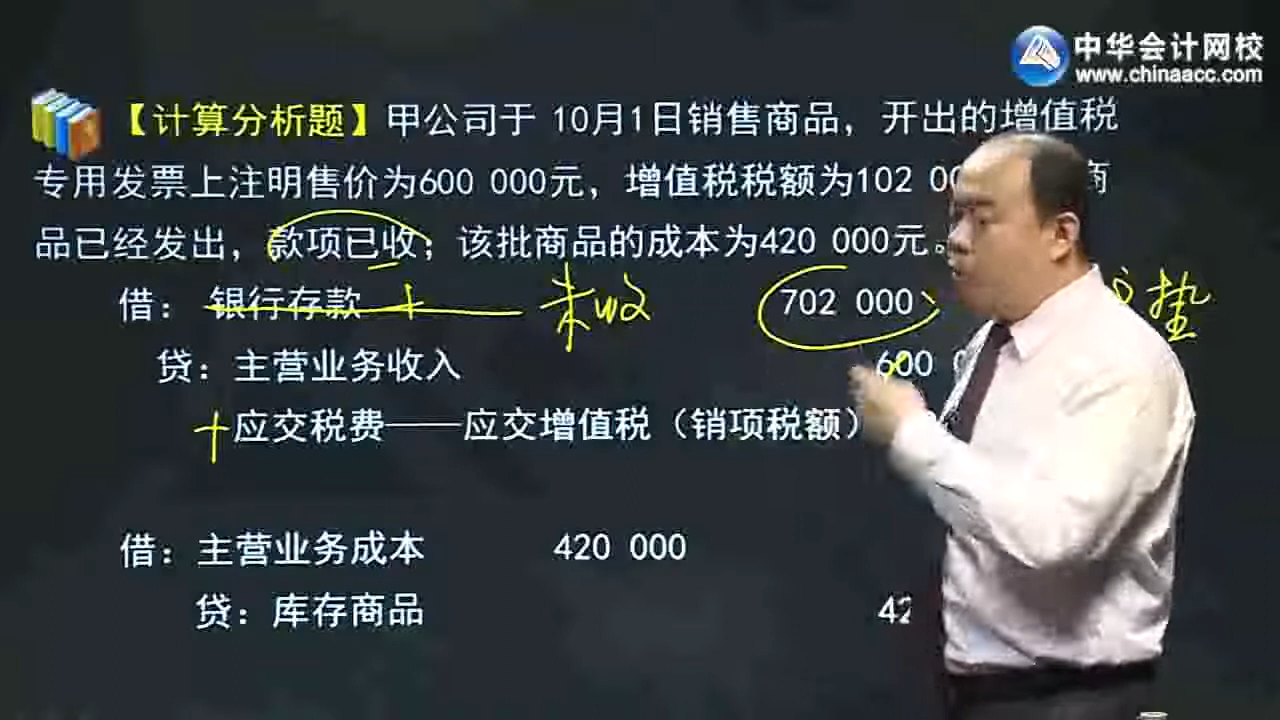 中华会计网校
www.chinaacc.com
【计算分析题】甲公司于 10月1日销售商品，开出的增值税
专用发票上注明售价为600 000元，增值税税额为102 00 商
品已经发出，款项已收；该批商品的成本为420 000元。
借：银行存款 未收 702 000 垫
贷：主营业务收入 600 0
应交税费——应交增值税（销项税额）
借：主营业务成本 420 000
贷：库存商品 42